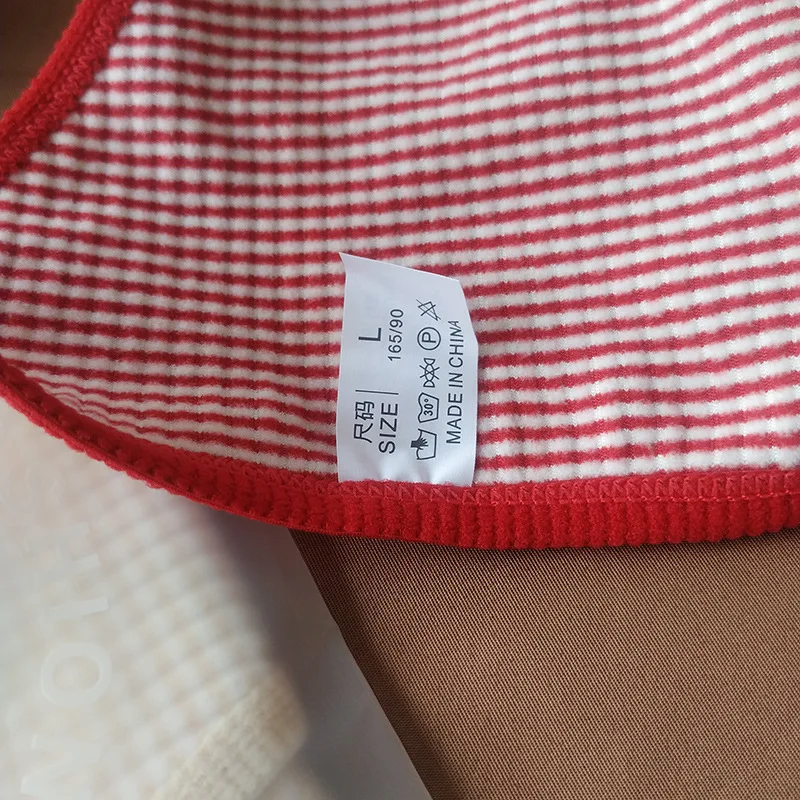 尺码 | L
SIZE | 165/90
30° P
MADE IN CHINA